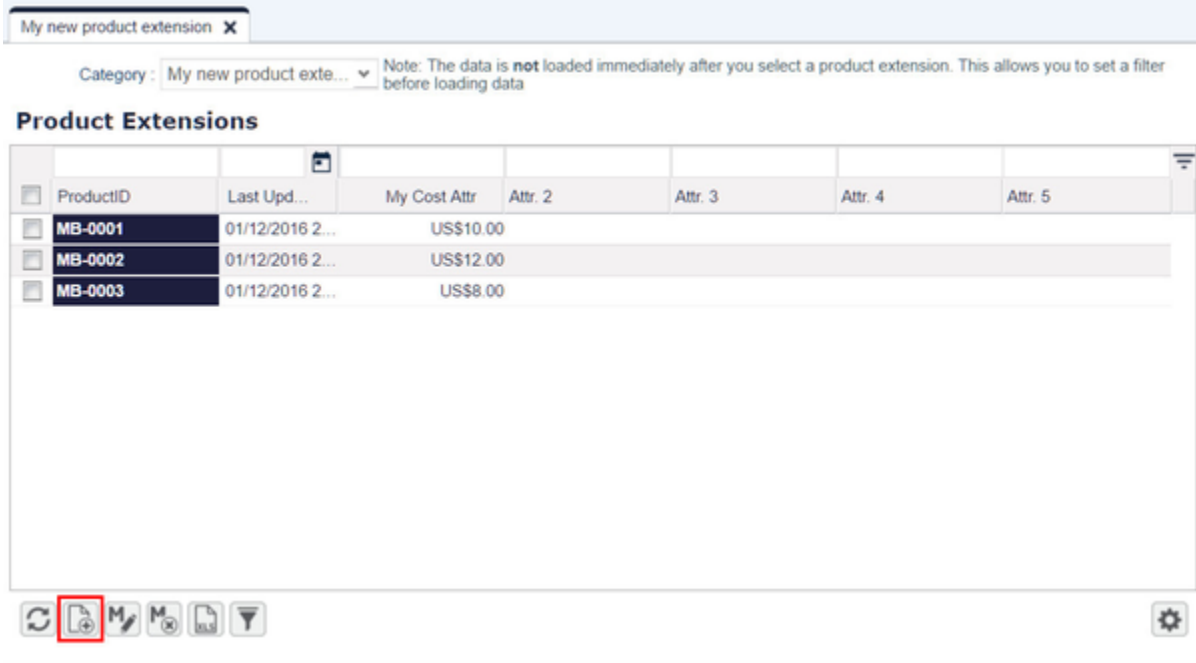 My new product extension
Category : My new product exte...
Note: The data is not loaded immediately after you select a product extension. This allows you to set a filter
before loading data
Product Extensions
ProductID Last Upd... My Cost Attr Attr. 2 Attr. 3 Attr. 4 Attr. 5
MB-0001 01/12/2016 2... US$10.00
MB-0002 01/12/2016 2... US$12.00
MB-0003 01/12/2016 2... US$8.00
M M XLS